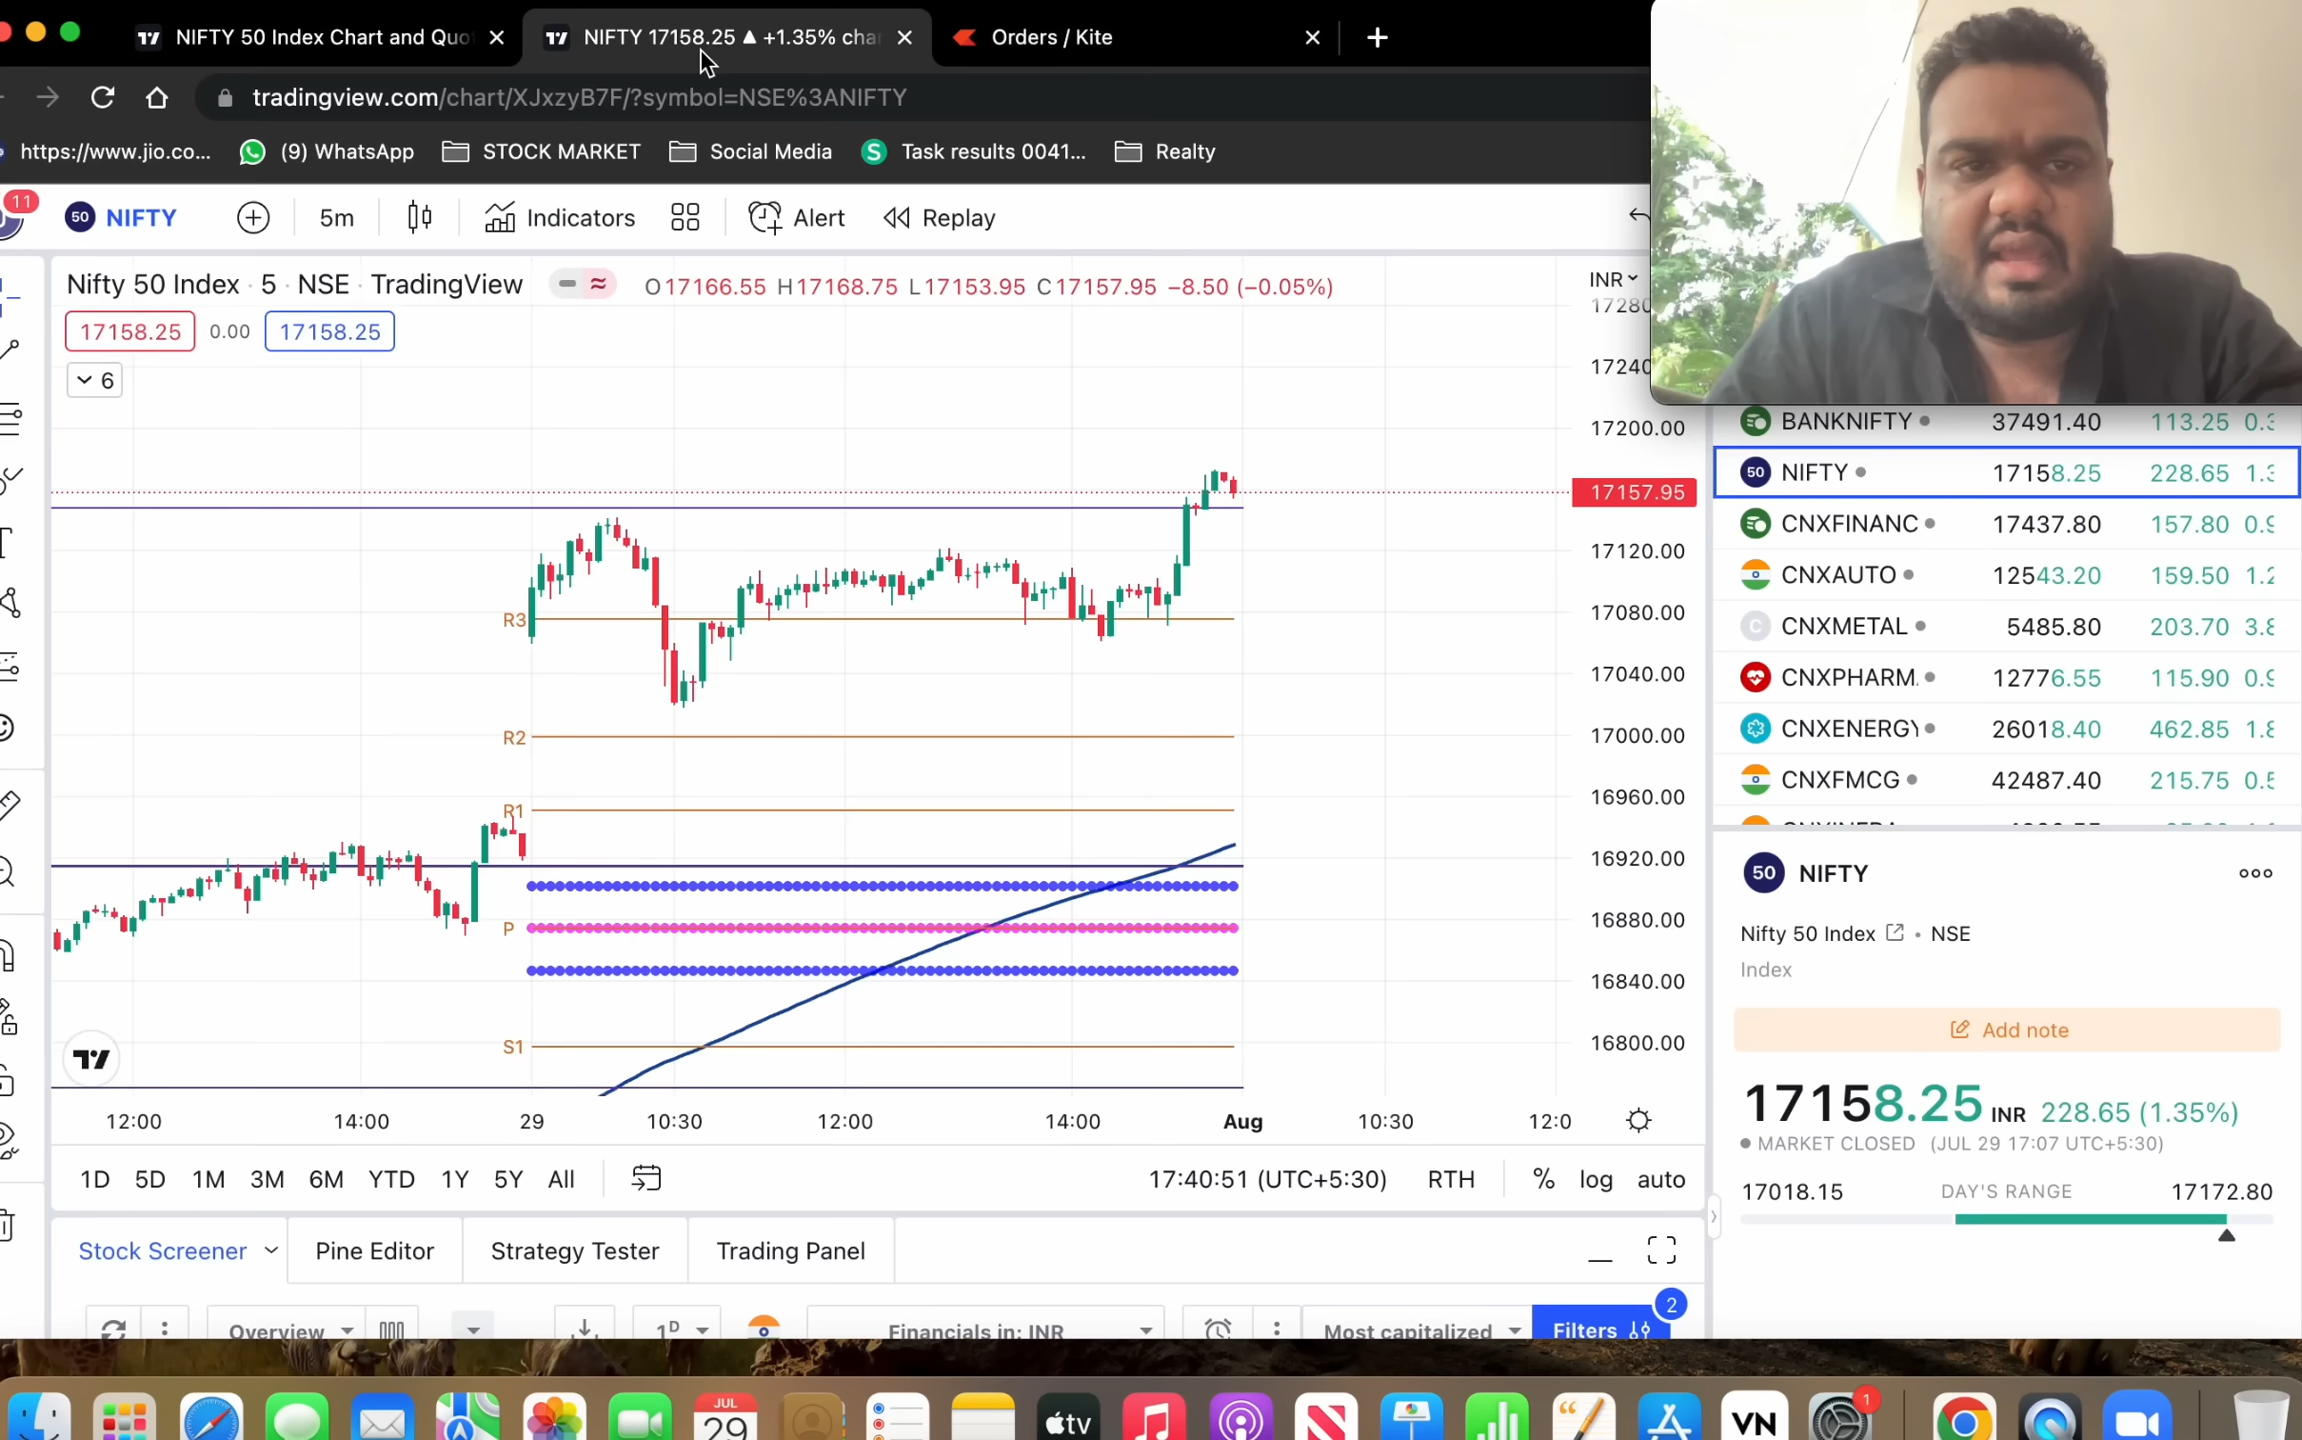 NIFTY 50 Index Chart and Quo
NIFTY 17158.25 ▲ +1.35% cha
Orders / Kite
tradingview.com/chart/XJxzyB7F/?symbol=NSE%3ANIFTY
https://www.jio.co...
(9) WhatsApp
STOCK MARKET
Social Media
S
Task results 0041...
Realty
11
50 NIFTY
5m
Indicators
Alert
Replay
Nifty 50 Index · 5 · NSE · TradingView
O17166.55 H17168.75 L17153.95 C17157.95 −8.50 (−0.05%)
INR
17158.25 0.00 17158.25
6
17280
17240
17200.00
17157.95
17120.00
17080.00
17040.00
17000.00
16960.00
16920.00
16880.00
16840.00
16800.00
R3
R2
R1
P
S1
12:00 14:00 29 10:30 12:00 14:00 Aug 10:30 12:0
1D 5D 1M 3M 6M YTD 1Y 5Y All
17:40:51 (UTC+5:30) RTH % log auto
Stock Screener
Pine Editor
Strategy Tester
Trading Panel
Overview
1D
Financials in: INR
Most capitalized
Filters
2
BANKNIFTY 37491.40 113.25
50 NIFTY 17158.25 228.65
CNXFINANC 17437.80 157.80
CNXAUTO 12543.20 159.50
C CNXMETAL 5485.80 203.70
CNXPHARM 12776.55 115.90
CNXENERGY 26018.40 462.85
CNXFMCG 42487.40 215.75
50 NIFTY
Nifty 50 Index • NSE
Index
Add note
17158.25 INR 228.65 (1.35%)
MARKET CLOSED (JUL 29 17:07 UTC+5:30)
17018.15 DAY'S RANGE 17172.80
JUL
29
tv
VN
1